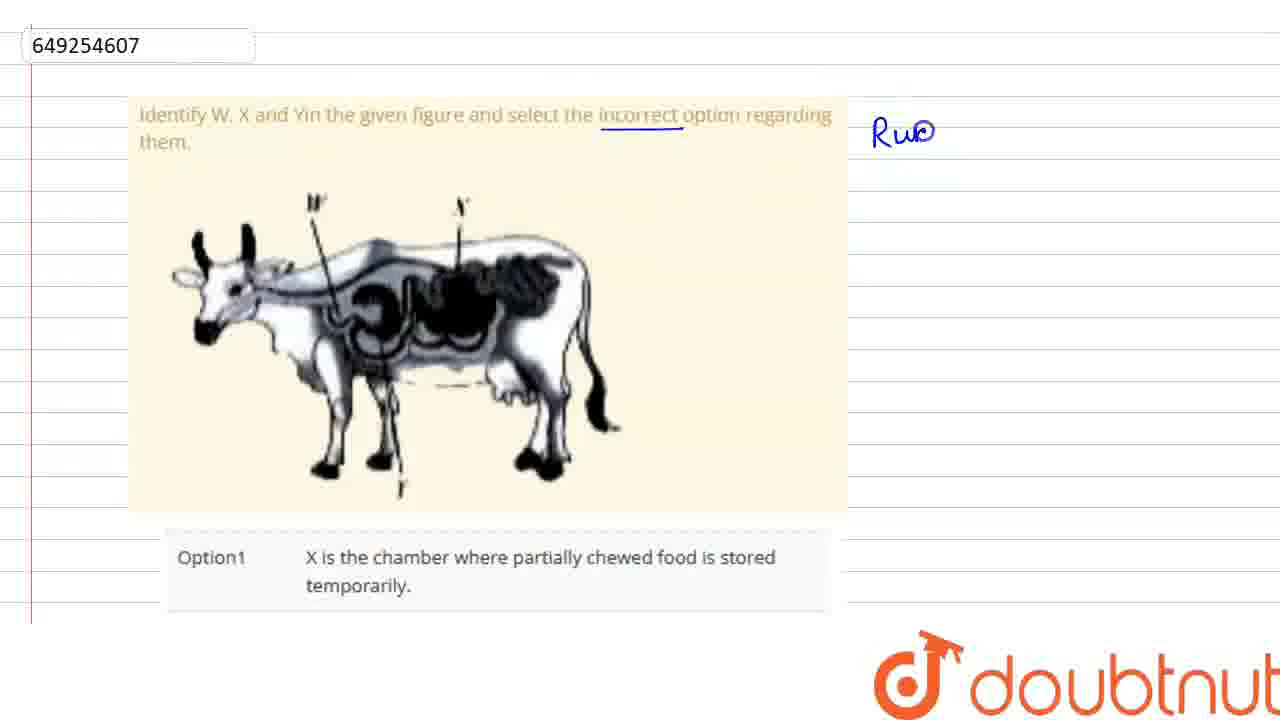 649254607
Identify W. X and Yin the given figure and select the incorrect option regarding
them.
W
Y
Option1 X is the chamber where partially chewed food is stored
temporarily.
doubtnut